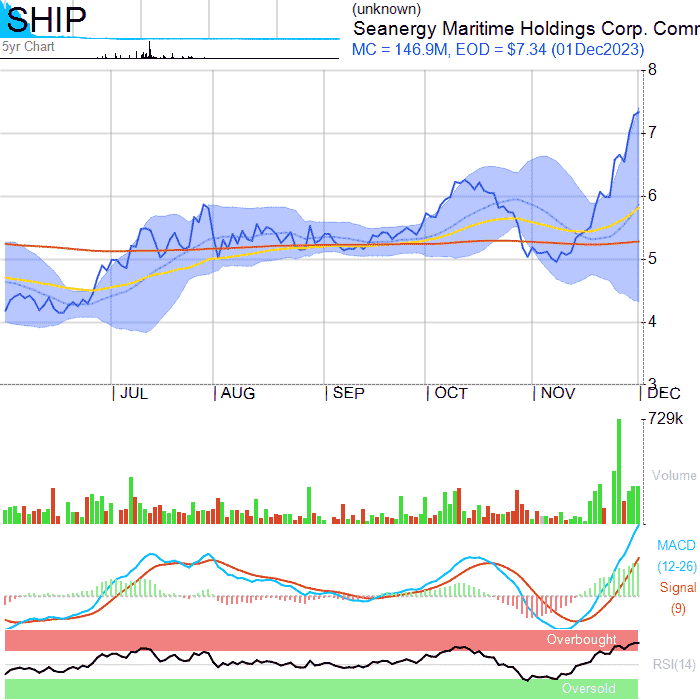 SHIP
5yr Chart
(unknown)
Seanergy Maritime Holdings Corp. Comm
MC = 146.9M, EOD = $7.34 (01Dec2023)
8
7
6
5
4
3
JUL AUG SEP OCT NOV DEC
729k
Volume
MACD
(12-26)
Signal
(9)
Overbought
RSI(14)
Oversold